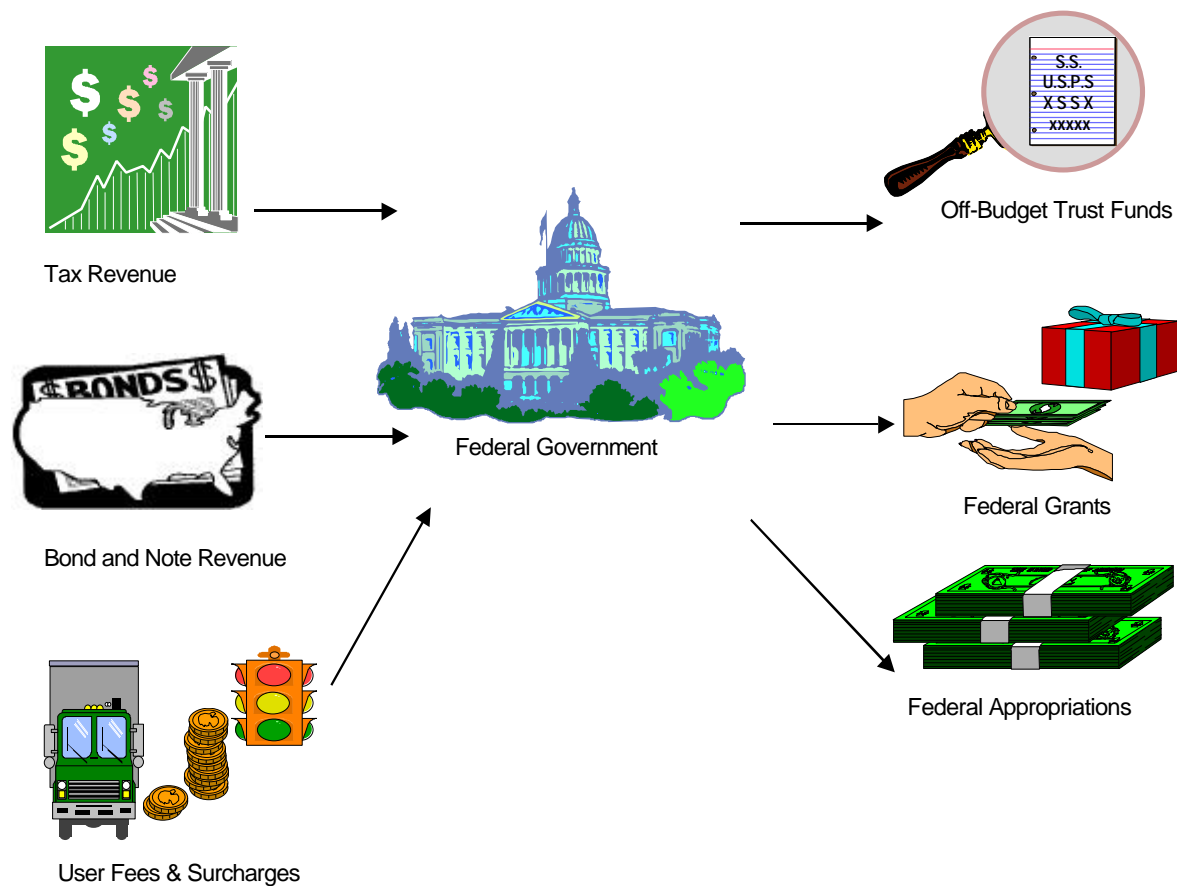 $ $ $ $ $ $
Tax Revenue
$ BONDS $
Bond and Note Revenue
User Fees & Surcharges
Federal Government
S.S.
U.S.P.S
X S S X
XXXXX
Off-Budget Trust Funds
Federal Grants
Federal Appropriations